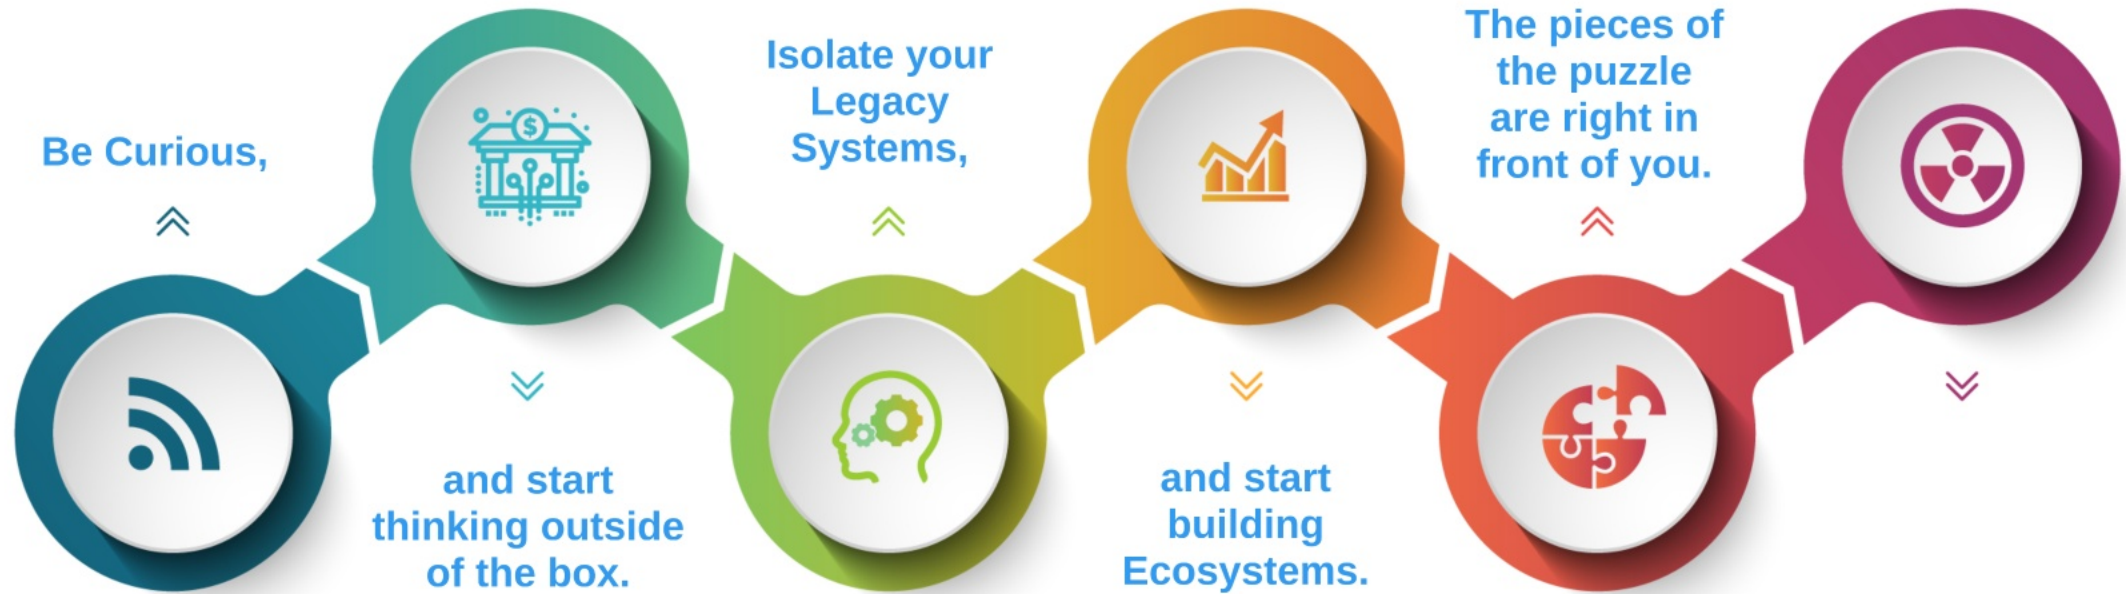 Be Curious,
and start
thinking outside
of the box.
Isolate your
Legacy
Systems,
and start
building
Ecosystems.
The pieces of
the puzzle
are right in
front of you.
$